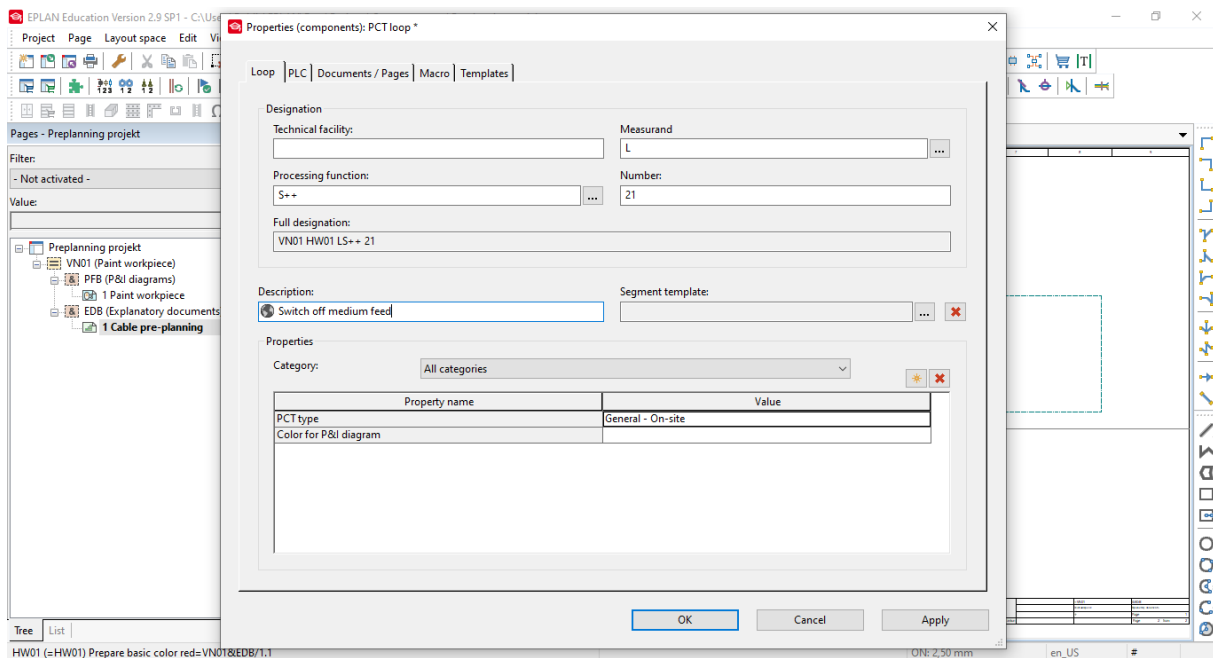 EPLAN Education Version 2.9 SP1 - C:\Use
Properties (components): PCT loop *
Project Page Layout space Edit Vi
Loop PLC Documents / Pages Macro Templates
Designation
Technical facility:
Measurand
L
...
Processing function:
Number:
S++
...
21
Full designation:
VN01 HW01 LS++ 21
Description:
Segment template:
Switch off medium feed
...
Properties
Category:
All categories
Property name Value
PCT type General - On-site
Color for P&I diagram
OK Cancel Apply
Pages - Preplanning projekt
Filter:
- Not activated -
Value:
Preplanning projekt
VN01 (Paint workpiece)
PFB (P&I diagrams)
1 Paint workpiece
EDB (Explanatory documents
1 Cable pre-planning
Tree List
HW01 (=HW01) Prepare basic color red=VN01&EDB/1.1
ON: 2,50 mm
en_US
#